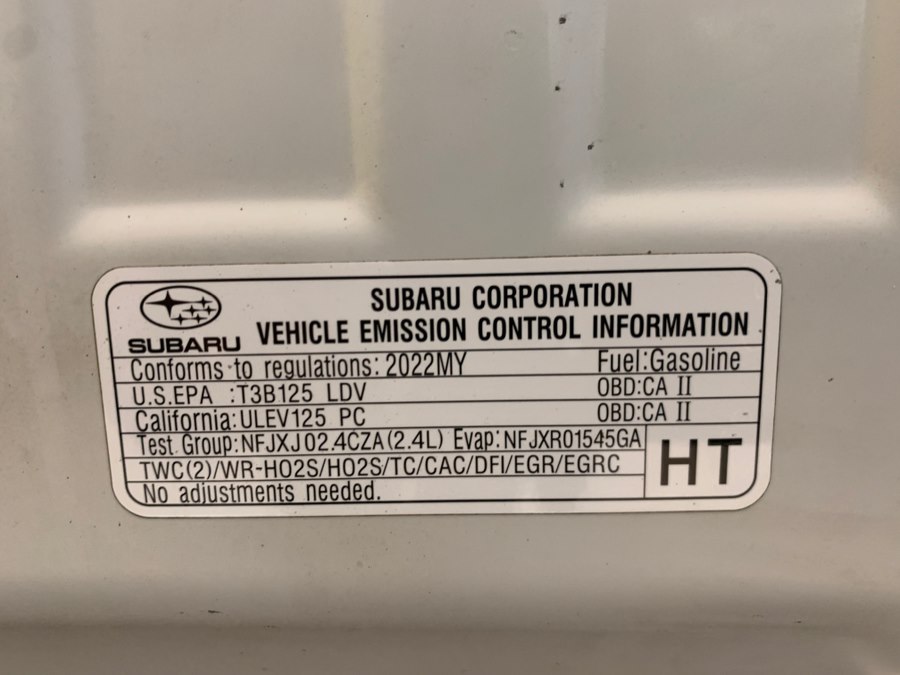 SUBARU
SUBARU CORPORATION
VEHICLE EMISSION CONTROL INFORMATION
Conforms to regulations: 2022MY Fuel:Gasoline
U.S.EPA :T3B125 LDV OBD:CA II
California:ULEV125 PC OBD:CA II
Test Group:NFJXJ02.4CZA(2.4L) Evap:NFJXR01545GA
TWC(2)/WR-HO2S/HO2S/TC/CAC/DFI/EGR/EGRC
No adjustments needed.
HT